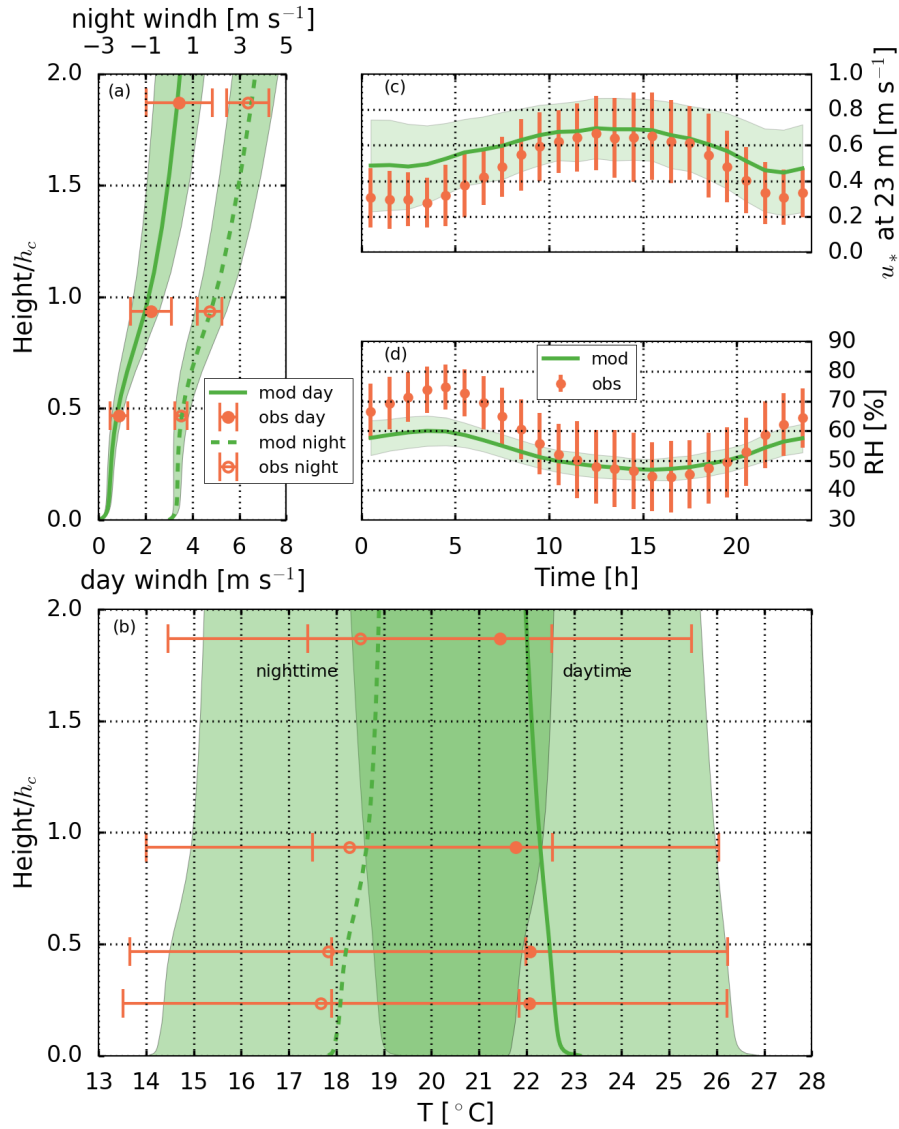 night windh [m s⁻¹]
−3 −1 1 3 5
(a)
2.0
1.5
1.0
0.5
0.0
Height/h_c
mod day
obs day
mod night
obs night
0 2 4 6 8
day windh [m s⁻¹]
(c)
1.0
0.8
0.6
0.4
0.2
0.0
u_* at 23 m [m s⁻¹]
(d)
mod
obs
90
80
70
60
50
40
30
RH [%]
0 5 10 15 20
Time [h]
(b)
nighttime
daytime
2.0
1.5
1.0
0.5
0.0
Height/h_c
13 14 15 16 17 18 19 20 21 22 23 24 25 26 27 28
T [°C]